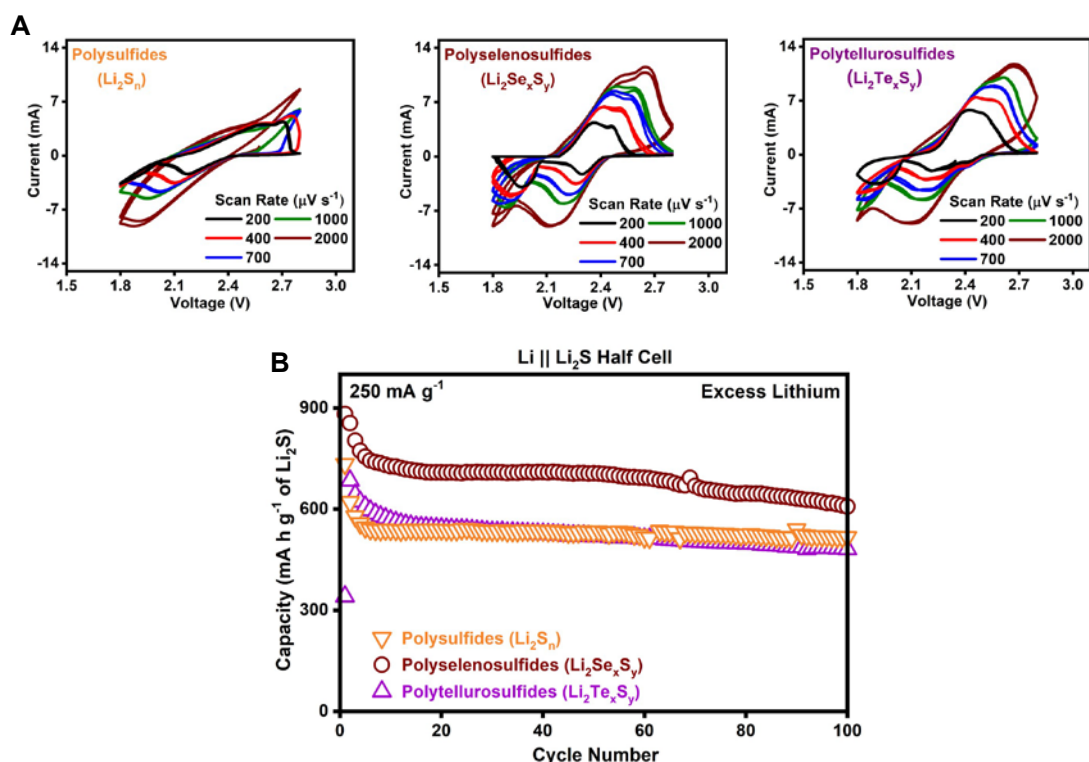 A
Polysulfides
(Li₂Sₙ)
14
7
0
-7
-14
Current (mA)
Scan Rate (μV s⁻¹)
200 1000
400 2000
700
1.5 1.8 2.1 2.4 2.7 3.0
Voltage (V)
Polyselenosulfides
(Li₂SeₓSᵧ)
14
7
0
-7
-14
Current (mA)
Scan Rate (μV s⁻¹)
200 1000
400 2000
700
1.5 1.8 2.1 2.4 2.7 3.0
Voltage (V)
Polytellurosulfides
(Li₂TeₓSᵧ)
14
7
0
-7
-14
Current (mA)
Scan Rate (μV s⁻¹)
200 1000
400 2000
700
1.5 1.8 2.1 2.4 2.7 3.0
Voltage (V)
B
Li || Li₂S Half Cell
250 mA g⁻¹ Excess Lithium
900
600
300
0
Capacity (mA h g⁻¹ of Li₂S)
Polysulfides (Li₂Sₙ)
Polyselenosulfides (Li₂SeₓSᵧ)
Polytellurosulfides (Li₂TeₓSᵧ)
0 20 40 60 80 100
Cycle Number